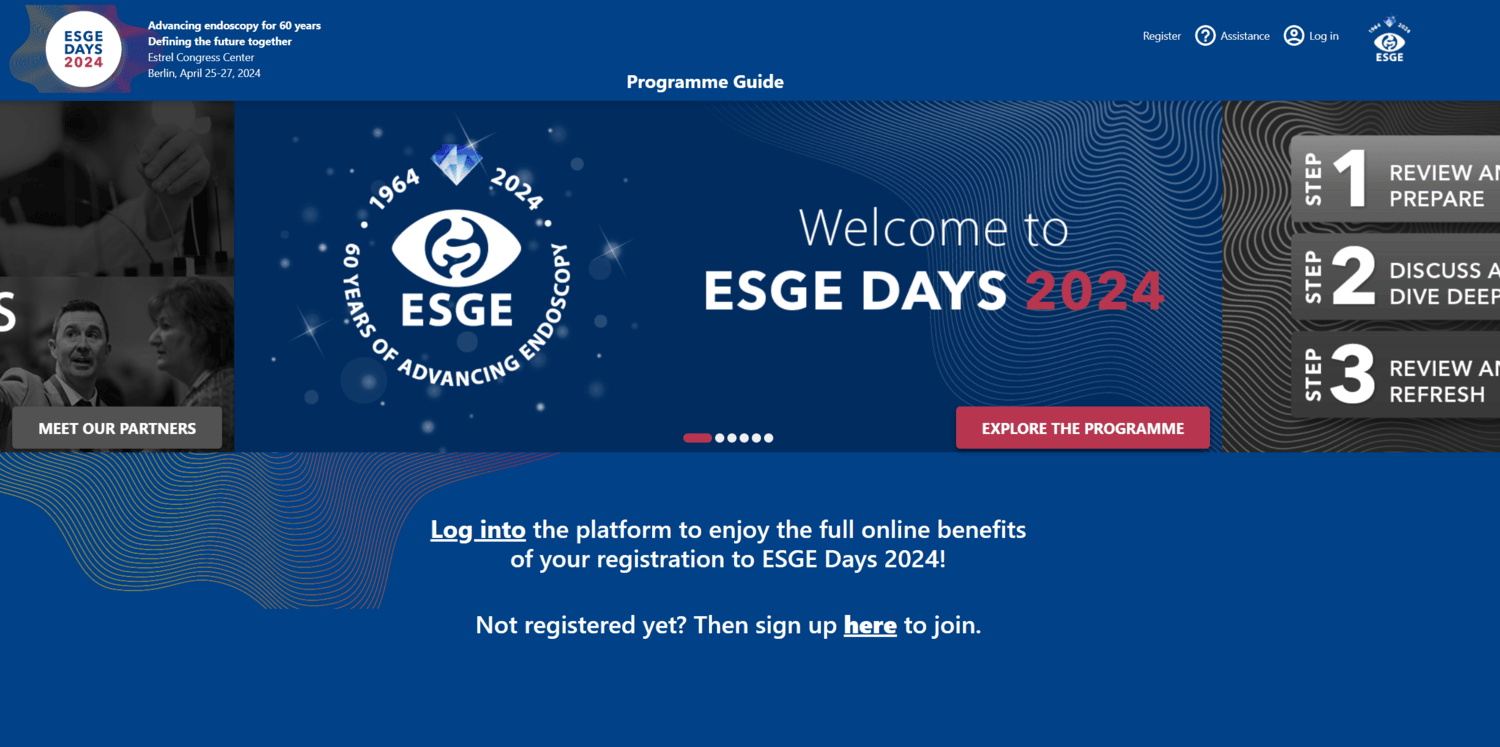 ESGE
DAYS
2024
Advancing endoscopy for 60 years
Defining the future together
Estrel Congress Center
Berlin, April 25-27, 2024
Programme Guide
Register
Assistance
Log in
1964 2024
ESGE
S
MEET OUR PARTNERS
1964 2024
60 YEARS OF ADVANCING ENDOSCOPY
ESGE
Welcome to
ESGE DAYS 2024
EXPLORE THE PROGRAMME
STEP 1 REVIEW AN
PREPARE
STEP 2 DISCUSS A
DIVE DEEP
STEP 3 REVIEW AN
REFRESH
Log into the platform to enjoy the full online benefits
of your registration to ESGE Days 2024!
Not registered yet? Then sign up here to join.